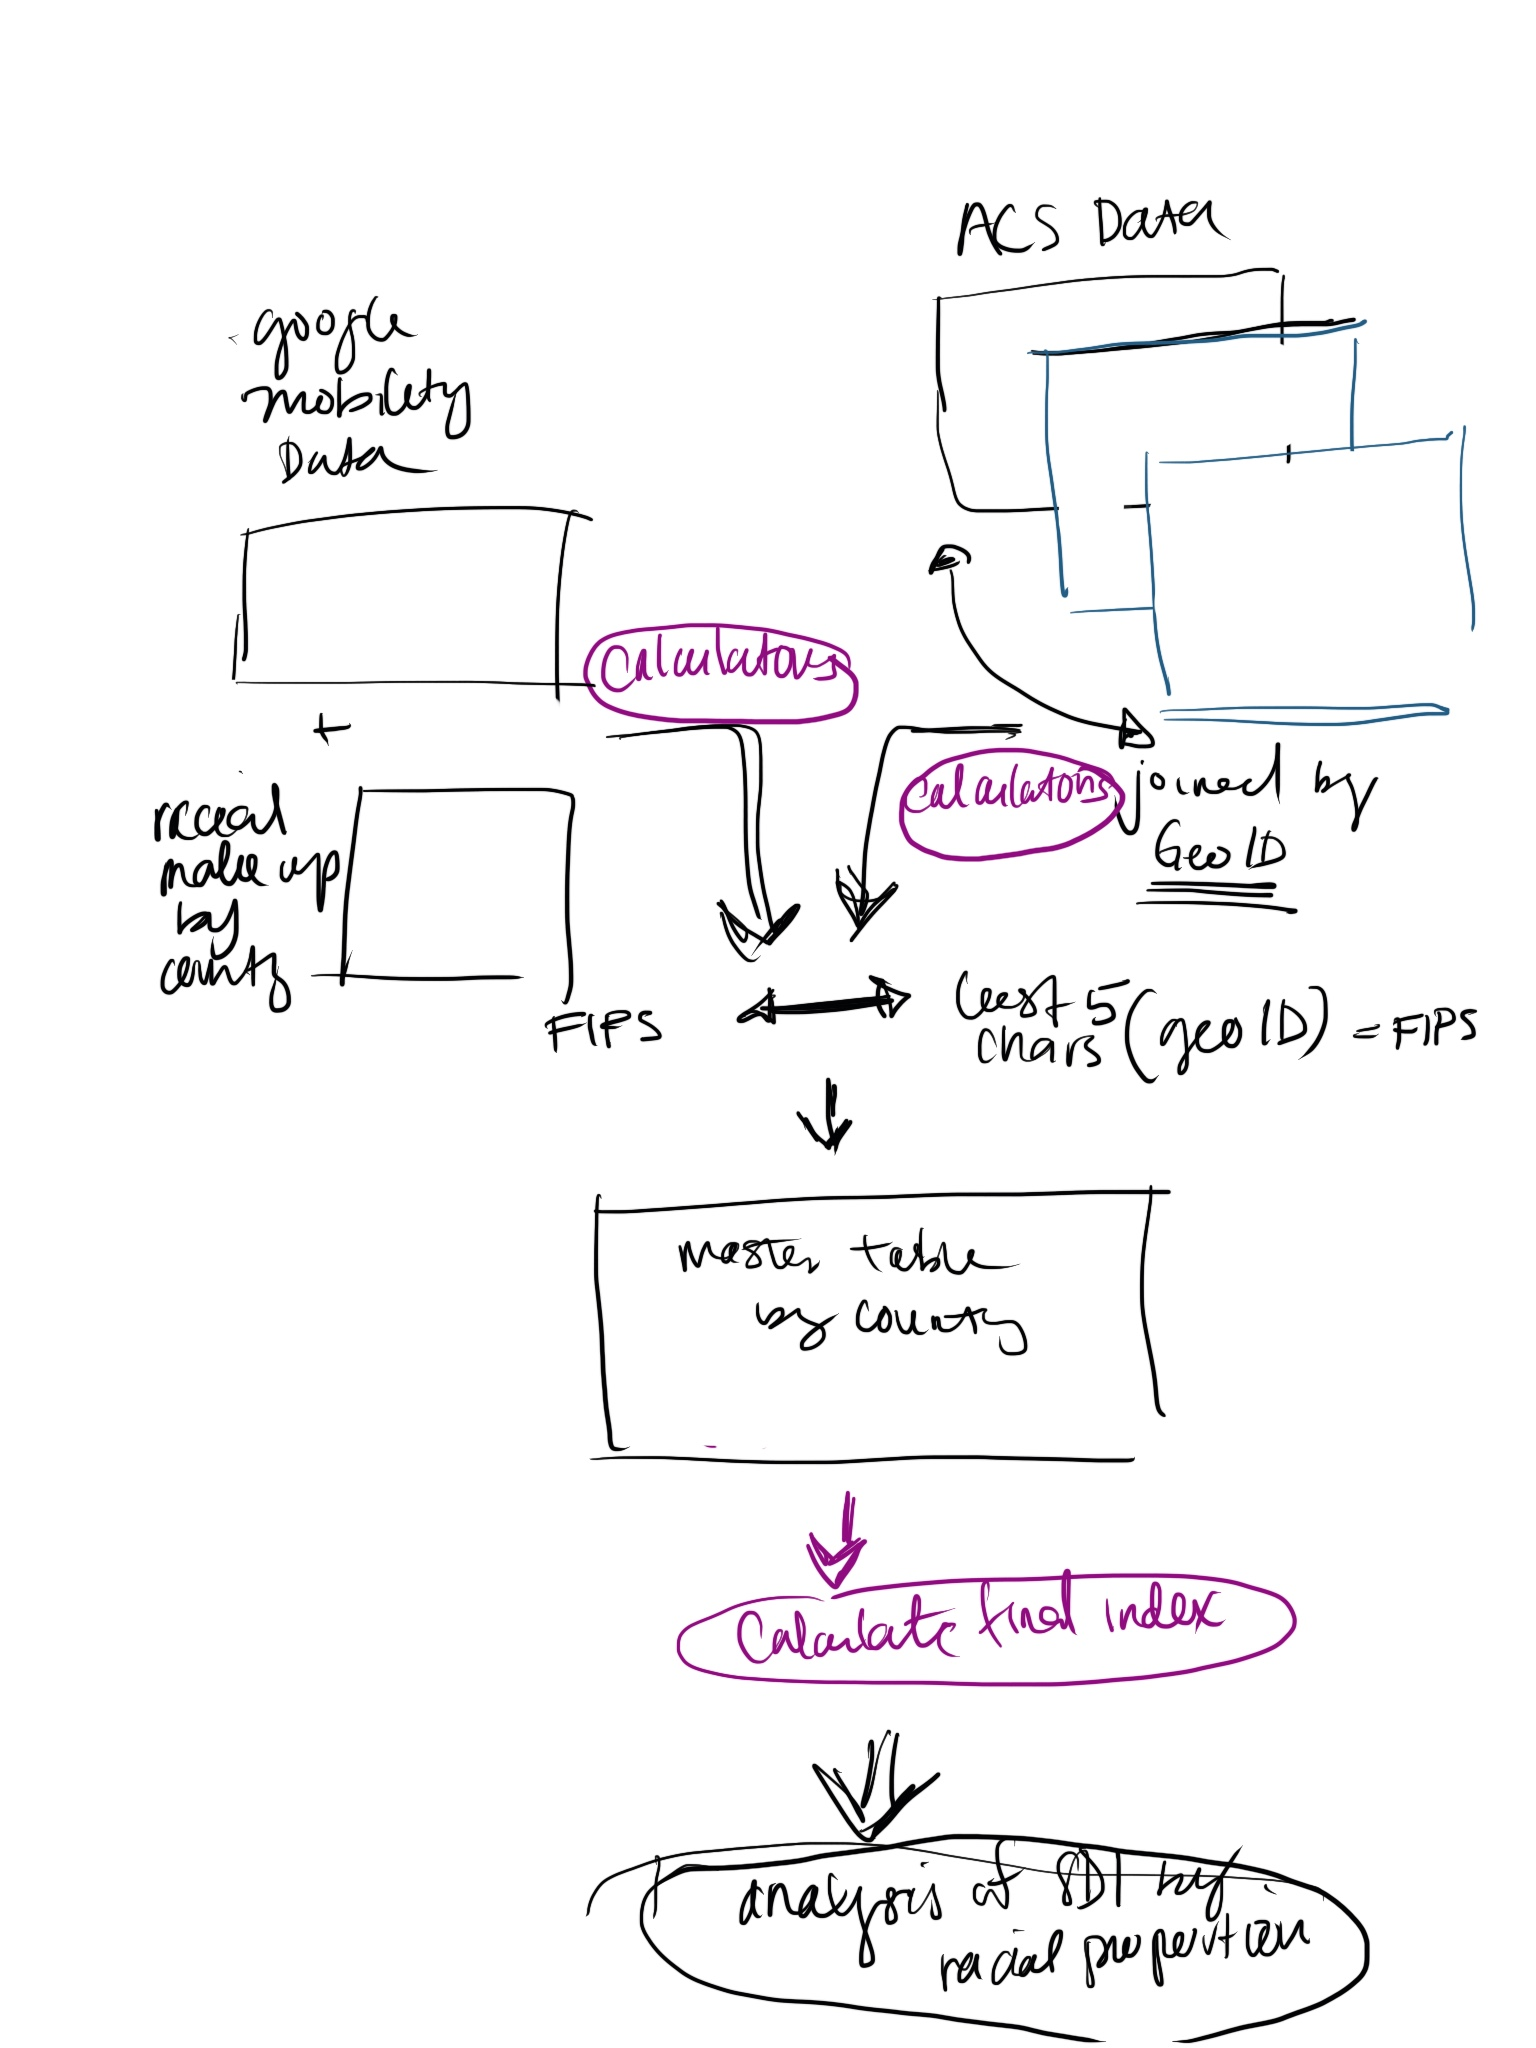 ACS Data
google
mobility
Data
Calculations
+
Calculations
joined by
Geo ID
racial
make up
by
county
FIPS
last 5
chars (geo ID) = FIPS
master table
by county
Calculate final index
analysis of SDI by
racial proportion